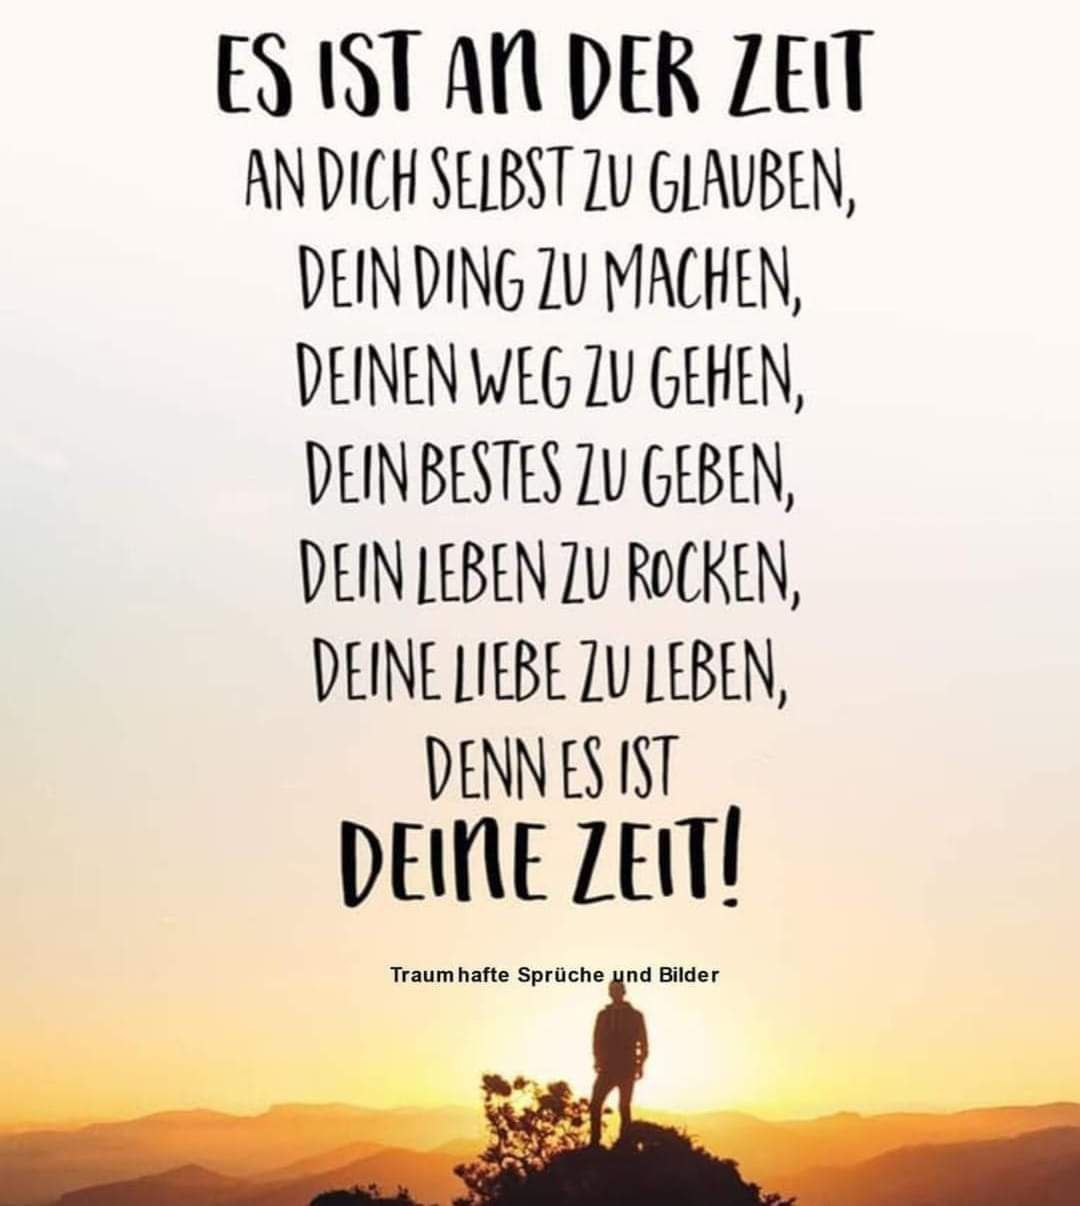 ES IST AN DER ZEIT
AN DICH SELBST ZU GLAUBEN,
DEIN DING ZU MACHEN,
DEINEN WEG ZU GEHEN,
DEIN BESTES ZU GEBEN,
DEIN LEBEN ZU ROCKEN,
DEINE LIEBE ZU LEBEN,
DENN ES IST
DEINE ZEIT!
Traumhafte Sprüche und Bilder